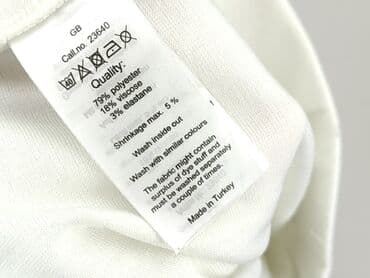 GB
Call.no. 23640
Quality:
79% polyester
18% viscose
3% elastane
Shrinkage max. 5 %
Wash inside out
Wash with similar colours
The fabric might contain
surplus of dye stuff and
must be washed separately
a couple of times.
Made in Turkey
1